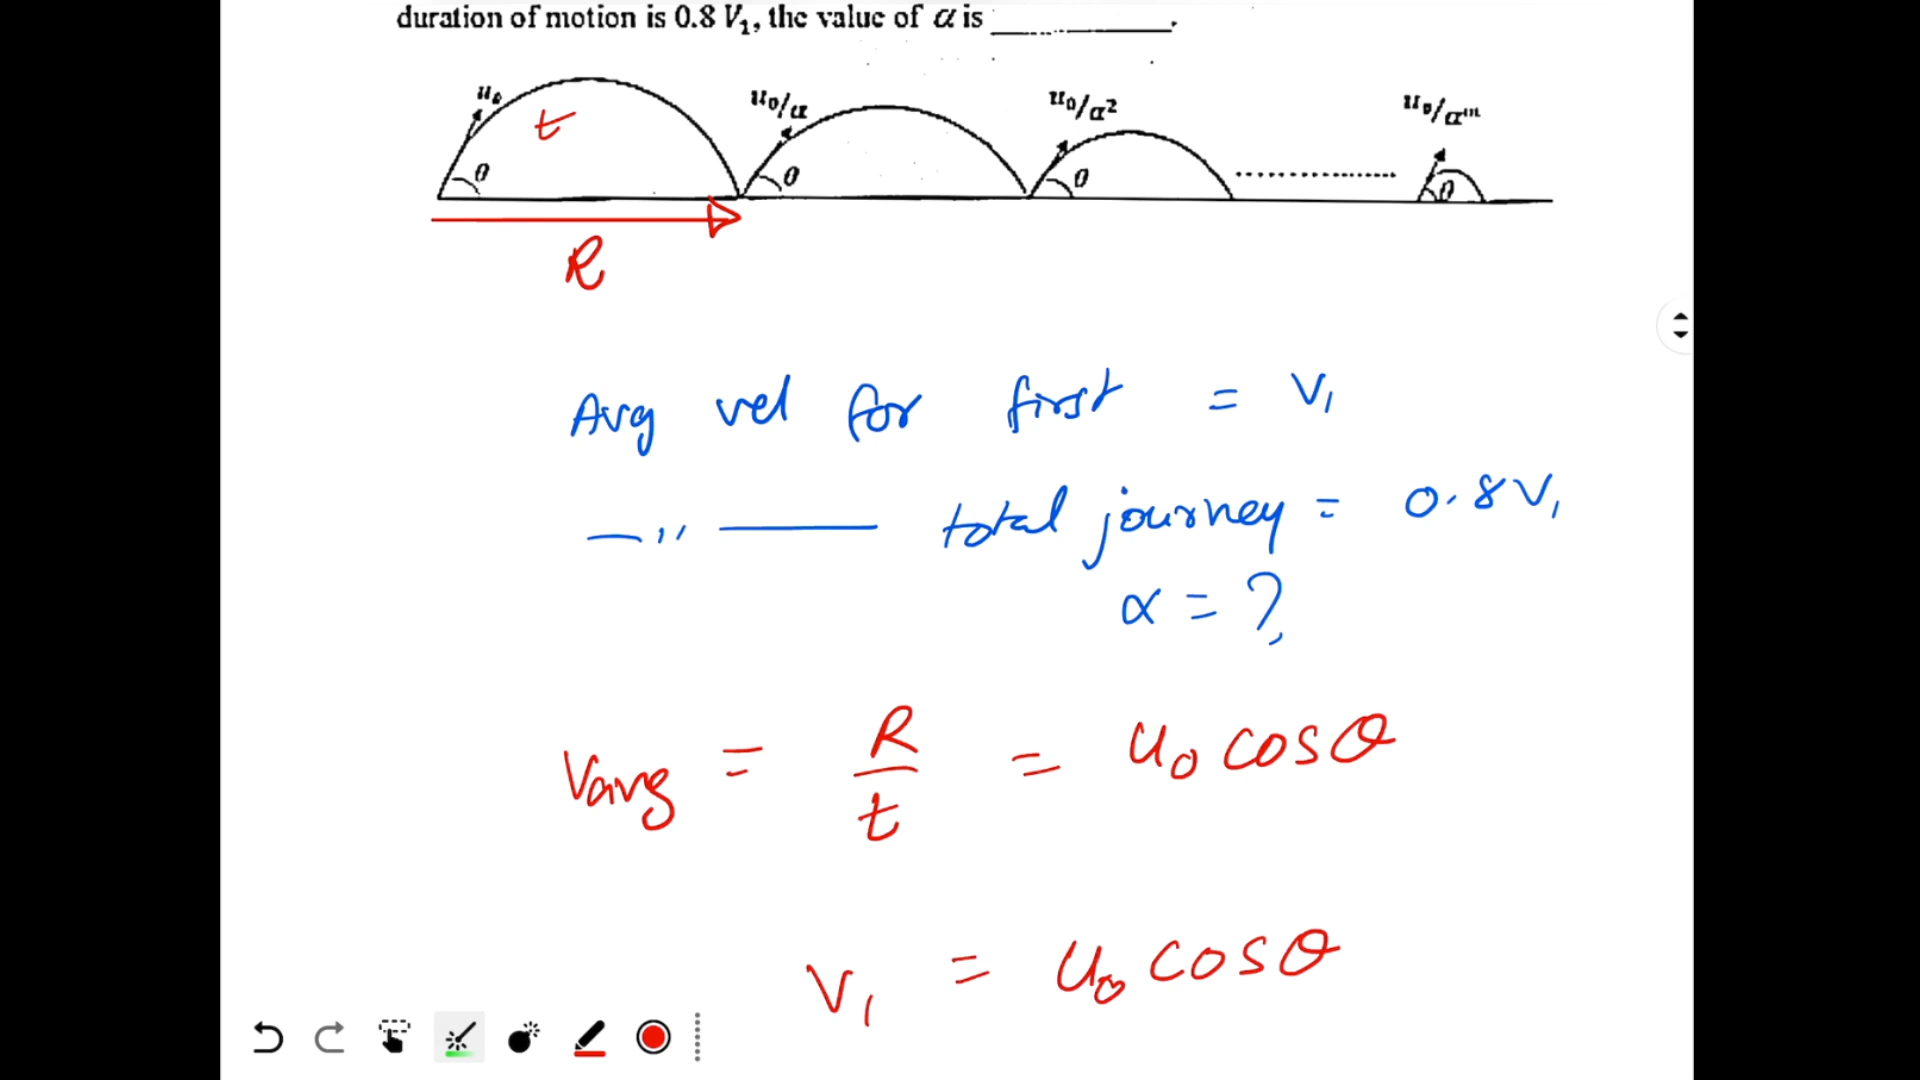 duration of motion is 0.8 V₁, the value of α is ________.
u₀ u₀/α u₀/α² u₀/αᵐ
t
θ θ θ θ
R
Avg vel for first = V₁
—〃— total journey = 0.8V₁
α = ?
Vavg = R/t = u₀ cosθ
V₁ = u₀ cosθ